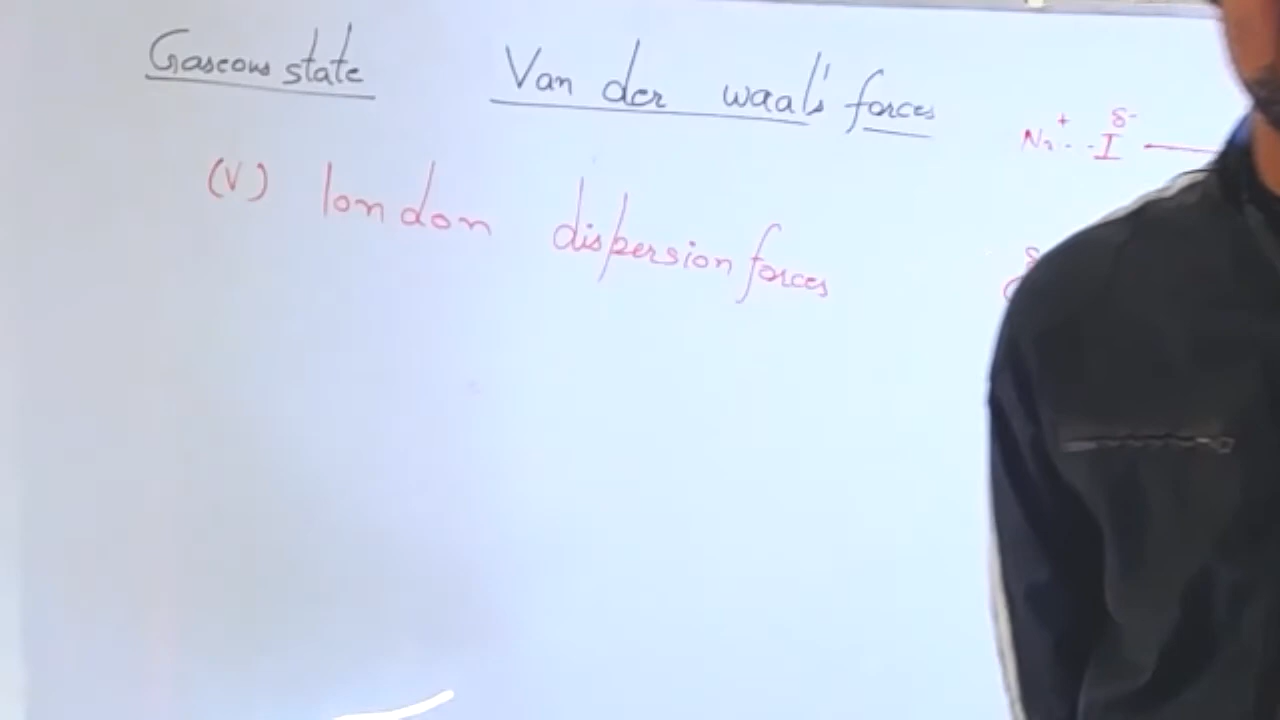 Gaseous state Van der waal's forces
Na+ -- I δ-
(V) london dispersion forces
δ